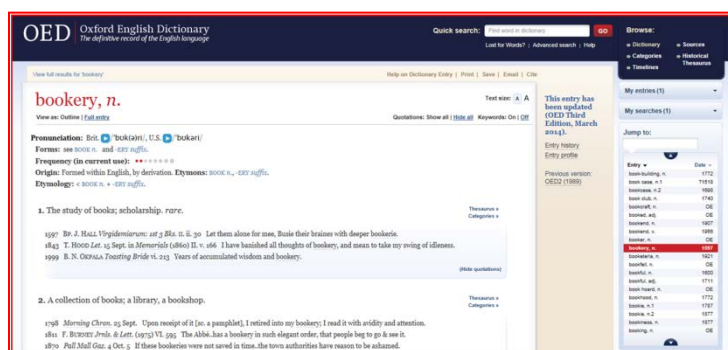 OED Oxford English Dictionary
The definitive record of the English language
Quick search: Find word in dictionary GO
Lost for Words? | Advanced search | Help
Browse:
Dictionary
Categories
Timelines
Sources
Historical
Thesaurus
View full results for 'bookery'
Help on Dictionary Entry | Print | Save | Email | Cite
bookery, n.
Text size: A A
View as: Outline | Full entry
Quotations: Show all | Hide all Keywords: On | Off
Pronunciation: Brit. /ˈbʊk(ə)ri/, U.S. /ˈbʊkəri/
Forms: see BOOK n. and -ERY suffix.
Frequency (in current use):
Origin: Formed within English, by derivation. Etymons: BOOK n., -ERY suffix.
Etymology: < BOOK n. + -ERY suffix.
1. The study of books; scholarship. rare.
Thesaurus »
Categories »
1597 BP. J. HALL Virgidemiarum: 1st 3 Bks. II. ii. 30 Let them alone for mee, Busie their braines with deeper bookerie.
1843 T. HOOD Let. 15 Sept. in Memorials (1860) II. v. 166 I have banished all thoughts of bookery, and mean to take my swing of idleness.
1999 B. N. OKPALA Toasting Bride vi. 213 Years of accumulated wisdom and bookery.
(Hide quotations)
2. A collection of books; a library, a bookshop.
Thesaurus »
Categories »
1798 Morning Chron. 25 Sept. Upon receipt of it [sc. a pamphlet], I retired into my bookery; I read it with avidity and attention.
1811 F. BURNEY Jrnls. & Lett. (1975) VI. 595 The Abbé..has a bookery in such elegant order, that people beg to go & see it.
1870 Pall Mall Gaz. 4 Oct. 5 If these bookeries were not saved in time..the town authorities have reason to be ashamed.
This entry has
been updated
(OED Third
Edition, March
2014).
Entry history
Entry profile
Previous version:
OED2 (1989)
My entries (1)
My searches (1)
Jump to:
Entry Date
book-building, n. 1772
book case, n.1 ?1518
bookcase, n.2 1696
book club, n. 1740
bookcraft, n. OE
booked, adj. OE
bookend, n. 1907
bookend, v.
booker, n. OE
bookery, n. 1597
booketeria, n. 1921
bookfell, n. OE
bookful, n. 1600
bookful, adj. 1711
book hoard, n. OE
bookhood, n. 1772
bookie, n.1 1787
bookie, n.2 1877
bookiness, n. 1877
booking, n. OE